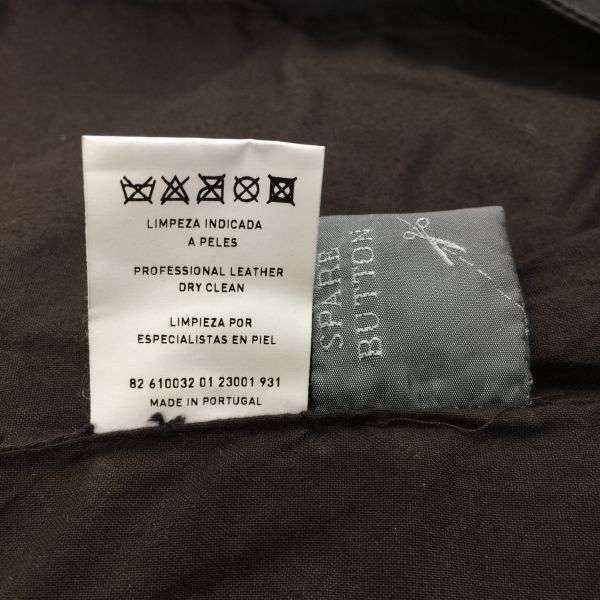 LIMPEZA INDICADA
A PELES
PROFESSIONAL LEATHER
DRY CLEAN
LIMPIEZA POR
ESPECIALISTAS EN PIEL
82 610032 01 23001 931
MADE IN PORTUGAL
SPARE
BUTTON